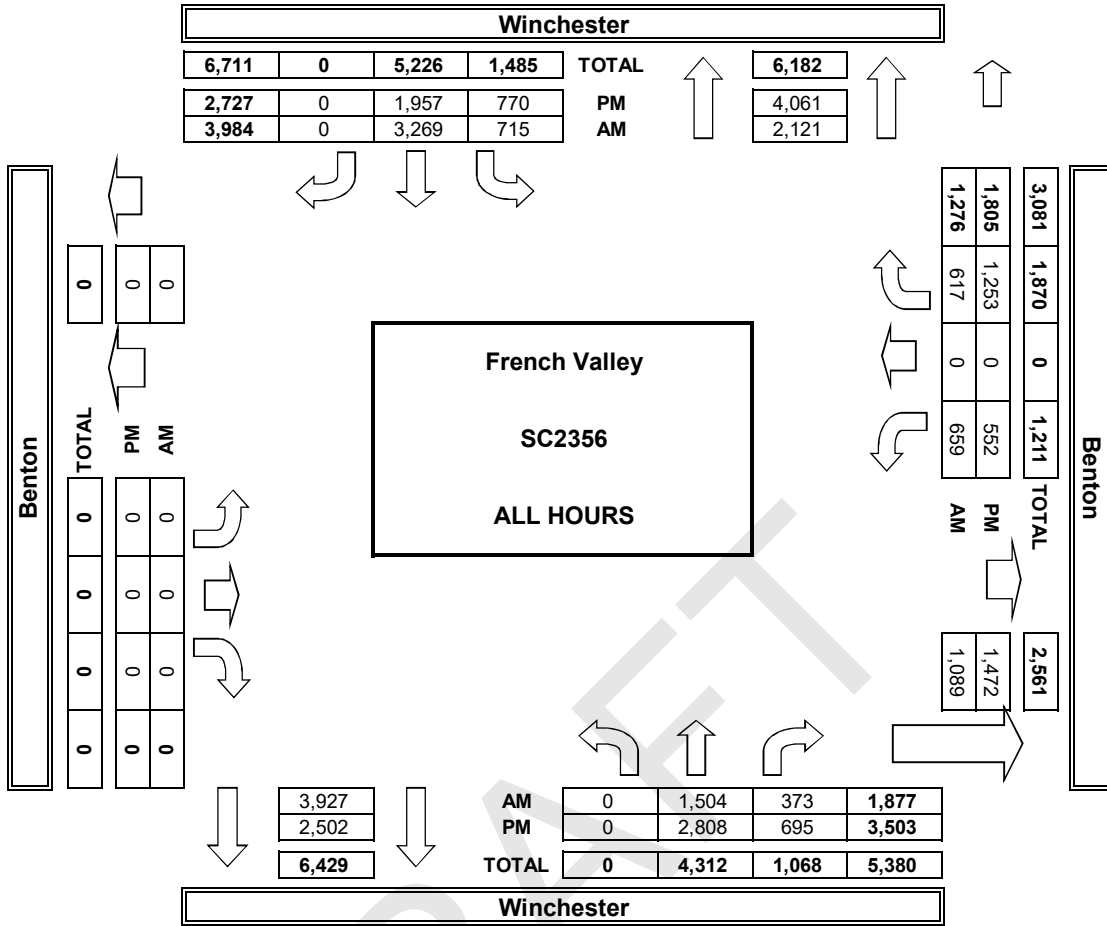 Winchester
6,711 0 5,226 1,485 TOTAL 6,182
2,727 0 1,957 770 PM 4,061
3,984 0 3,269 715 AM 2,121
Benton
0 0 0
TOTAL PM AM
0 0 0
0 0 0
0 0 0
0 0 0
French Valley
SC2356
ALL HOURS
1,276 1,805 3,081
617 1,253 1,870
0 0 0
659 552 1,211
AM PM TOTAL
1,089 1,472 2,561
Benton
3,927 AM 0 1,504 373 1,877
2,502 PM 0 2,808 695 3,503
6,429 TOTAL 0 4,312 1,068 5,380
Winchester
DRAFT